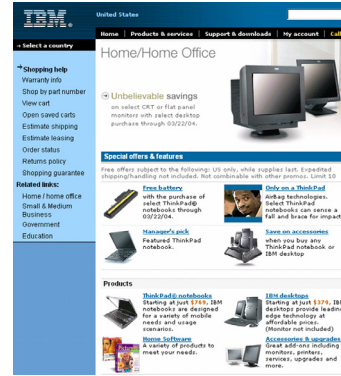 IBM
United States
Home | Products & services | Support & downloads | My account |
Select a country
Home/Home Office
Shopping help
Warranty info
Shop by part number
View cart
Open saved carts
Estimate shipping
Estimate leasing
Order status
Returns policy
Shopping guarantee
Related links:
Home / home office
Small & Medium
Business
Government
Education
Unbelievable savings
on select CRT or flat panel
monitors with select desktop
purchase through 03/22/04.
Special offers & features
Free offers subject to the following: US only, while supplies last. Expedited
shipping/handling not included. Not combinable with other promos. Limit 10
Free battery
with the purchase of
select ThinkPad®
notebooks through
03/22/04.
Only on a ThinkPad
AirBag technologies.
Select ThinkPad
notebooks can sense a
fall and brace for impact
Manager's pick
Featured ThinkPad
notebook.
Save on accessories
when you buy any
ThinkPad notebook or
IBM desktop
Products
ThinkPad® notebooks
Starting at just $769, IBM
notebooks are designed
for a variety of mobile
needs and usage
scenarios.
IBM desktops
Starting at just $379, IBM
desktops provide leading
edge technology at
affordable prices.
(Monitor not included)
Home Software
A variety of products to
meet your needs.
Accessories & upgrades
Great add-ons including
monitors, printers,
services, upgrades and
more.